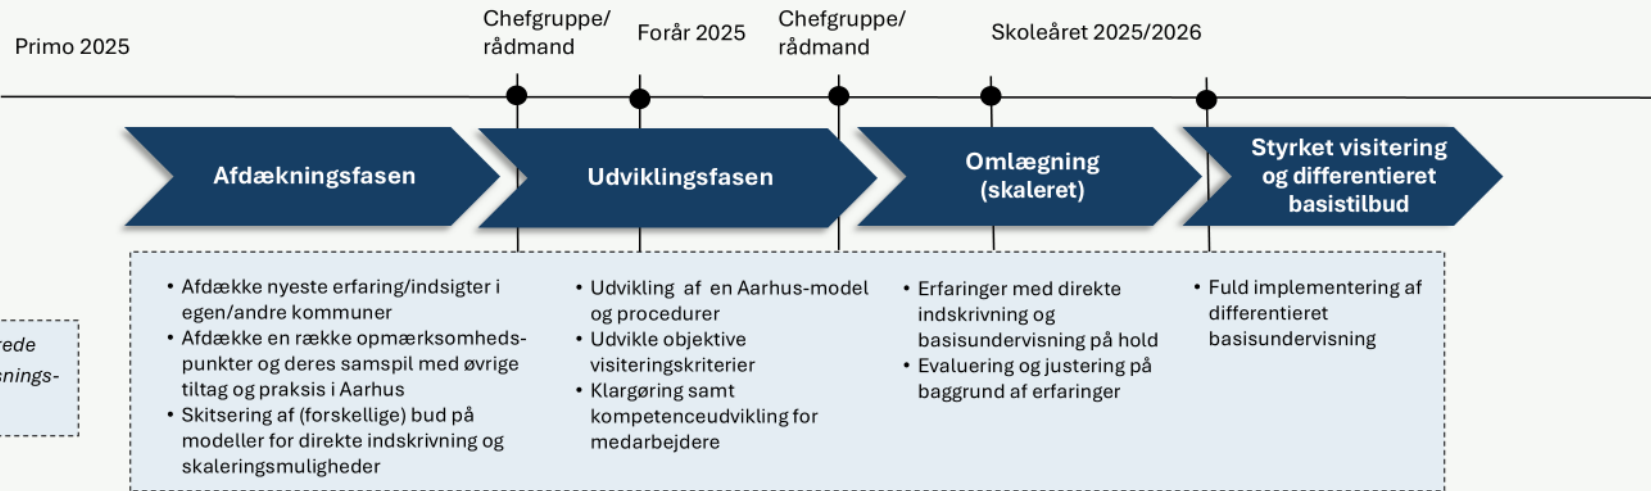 Primo 2025
Chefgruppe/
rådmand
Forår 2025
Chefgruppe/
rådmand
Skoleåret 2025/2026
Afdækningsfasen
Udviklingsfasen
Omlægning
(skaleret)
Styrket visitering
og differentieret
basistilbud
• Afdække nyeste erfaring/indsigter i
egen/andre kommuner
• Afdække en række opmærksomheds-
punkter og deres samspil med øvrige
tiltag og praksis i Aarhus
• Skitsering af (forskellige) bud på
modeller for direkte indskrivning og
skaleringsmuligheder
• Udvikling af en Aarhus-model
og procedurer
• Udvikle objektive
visiteringskriterier
• Klargøring samt
kompetenceudvikling for
medarbejdere
• Erfaringer med direkte
indskrivning og
basisundervisning på hold
• Evaluering og justering på
baggrund af erfaringer
• Fuld implementering af
differentieret
basisundervisning